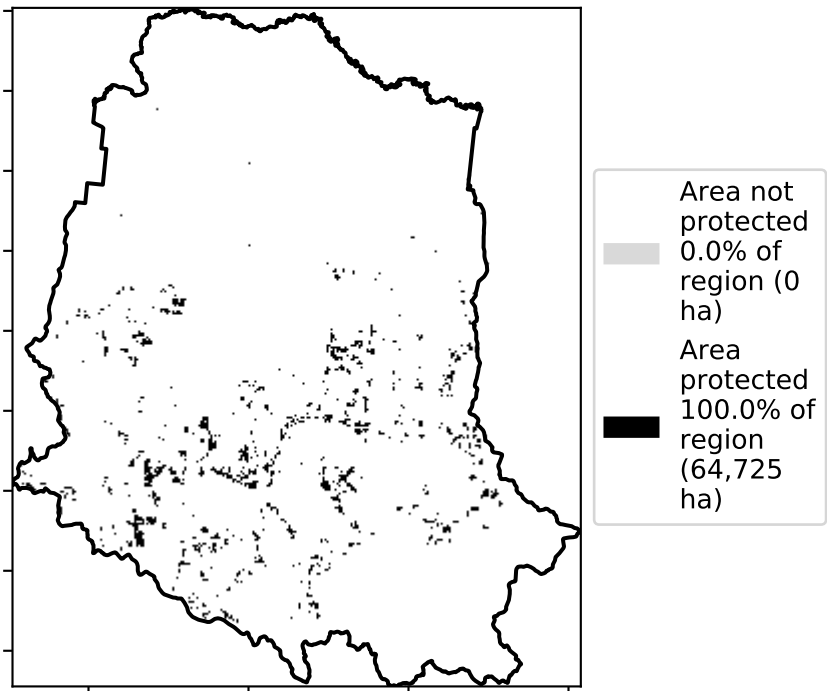 Area not
protected
0.0% of
region (0
ha)
Area
protected
100.0% of
region
(64,725
ha)